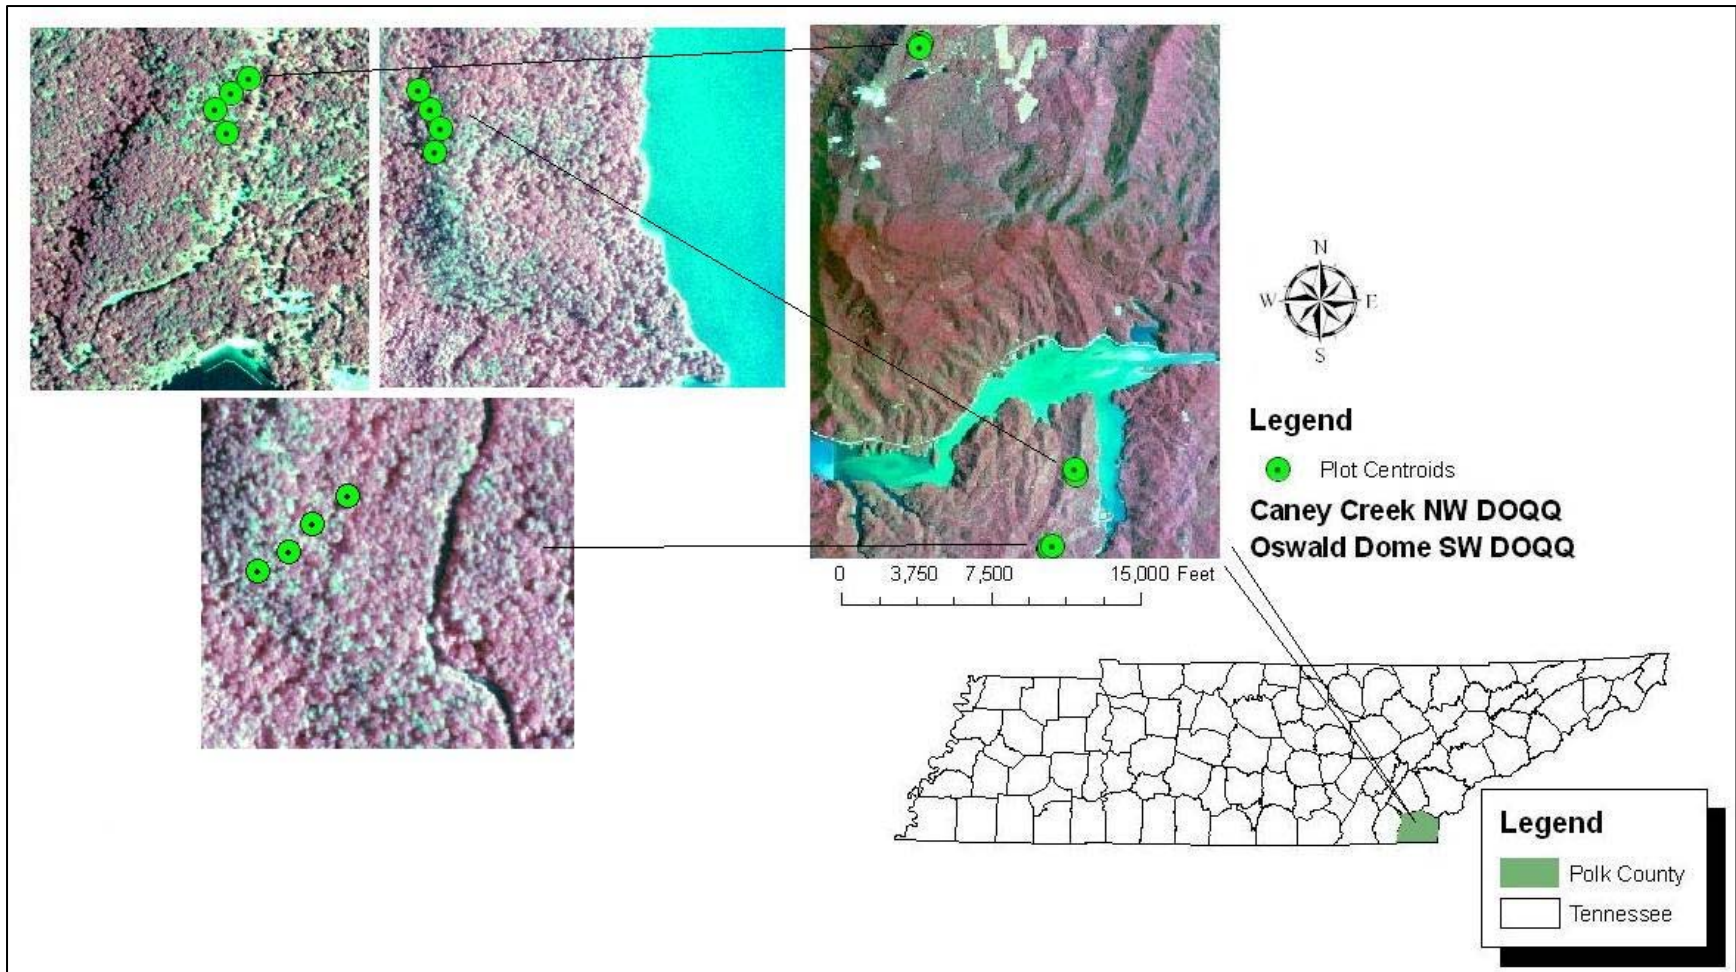 N
W E
S
Legend
Plot Centroids
Caney Creek NW DOQQ
Oswald Dome SW DOQQ
0 3,750 7,500 15,000 Feet
Legend
Polk County
Tennessee